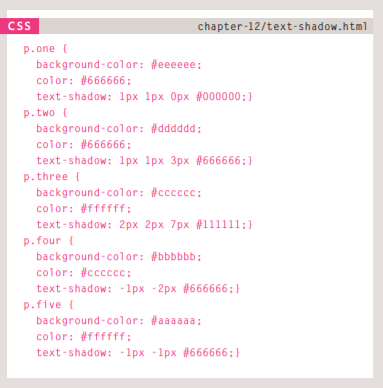 CSS chapter-12/text-shadow.html
p.one {
  background-color: #eeeeee;
  color: #666666;
  text-shadow: 1px 1px 0px #000000;}
p.two {
  background-color: #dddddd;
  color: #666666;
  text-shadow: 1px 1px 3px #666666;}
p.three {
  background-color: #cccccc;
  color: #ffffff;
  text-shadow: 2px 2px 7px #111111;}
p.four {
  background-color: #bbbbbb;
  color: #cccccc;
  text-shadow: -1px -2px #666666;}
p.five {
  background-color: #aaaaaa;
  color: #ffffff;
  text-shadow: -1px -1px #666666;}